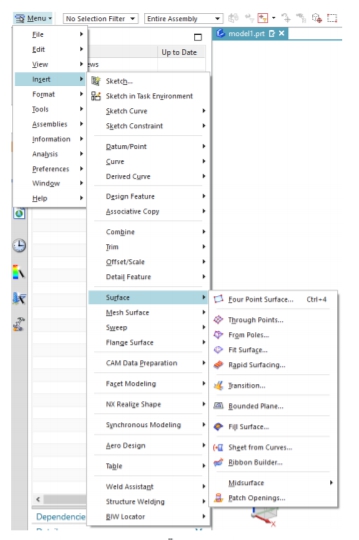 Menu No Selection Filter Entire Assembly
model1.prt
Up to Date
File
Edit
View
Insert
Format
Tools
Assemblies
Information
Analysis
Preferences
Window
Help
Sketch...
Sketch in Task Environment
Sketch Curve
Sketch Constraint
Datum/Point
Curve
Derived Curve
Design Feature
Associative Copy
Combine
Trim
Offset/Scale
Detail Feature
Surface
Mesh Surface
Sweep
Flange Surface
CAM Data Preparation
Facet Modeling
NX Realize Shape
Synchronous Modeling
Aero Design
Table
Weld Assistant
Structure Welding
BIW Locator
Four Point Surface... Ctrl+4
Through Points...
From Poles...
Fit Surface...
Rapid Surfacing...
Transition...
Bounded Plane...
Fill Surface...
Sheet from Curves...
Ribbon Builder...
Midsurface
Patch Openings...
Dependencie
X